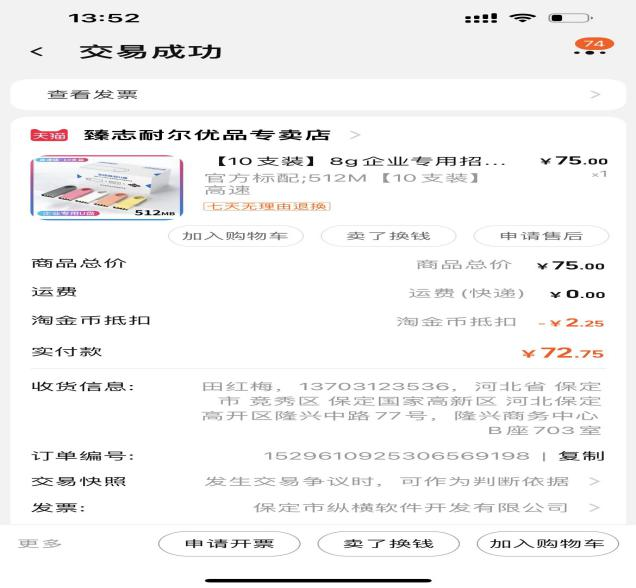 13:52
< 交易成功
74
查看发票 >
天猫 臻志耐尔优品专卖店 >
【10支装】8g企业专用招... ¥75.00
官方标配;512M【10支装】 ×1
高速
企业专用U盘 512MB
七天无理由退换
加入购物车 卖了换钱 申请售后
商品总价 商品总价 ¥75.00
运费 运费(快递) ¥0.00
淘金币抵扣 淘金币抵扣 -¥2.25
实付款 ¥72.75
收货信息: 田红梅, 13703123536, 河北省 保定
市 竞秀区 保定国家高新区 河北保定
高开区隆兴中路77号, 隆兴商务中心
B座703室
订单编号: 1529610925306569198 | 复制
交易快照 发生交易争议时, 可作为判断依据 >
发票: 保定市纵横软件开发有限公司 >
更多 申请开票 卖了换钱 加入购物车